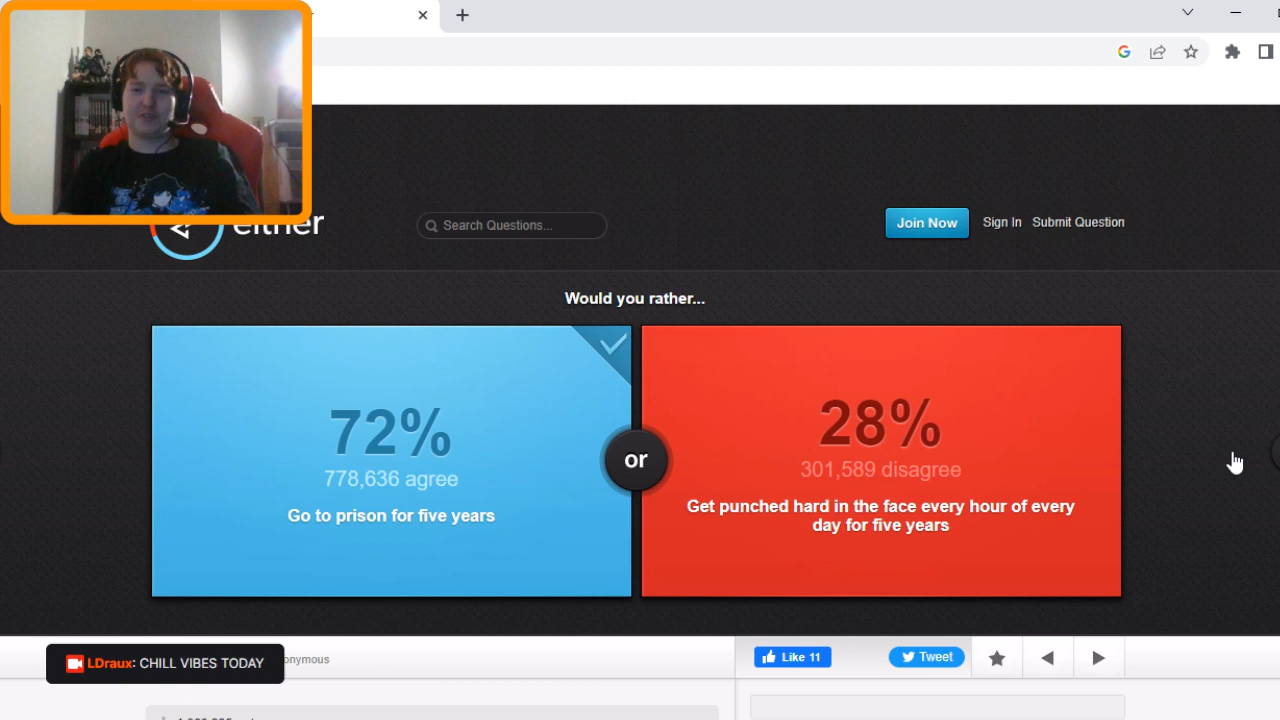 either
Search Questions...
Join Now
Sign In
Submit Question
Would you rather...
72%
778,636 agree
Go to prison for five years
or
28%
301,589 disagree
Get punched hard in the face every hour of every
day for five years
LDraux: CHILL VIBES TODAY
onymous
Like 11
Tweet